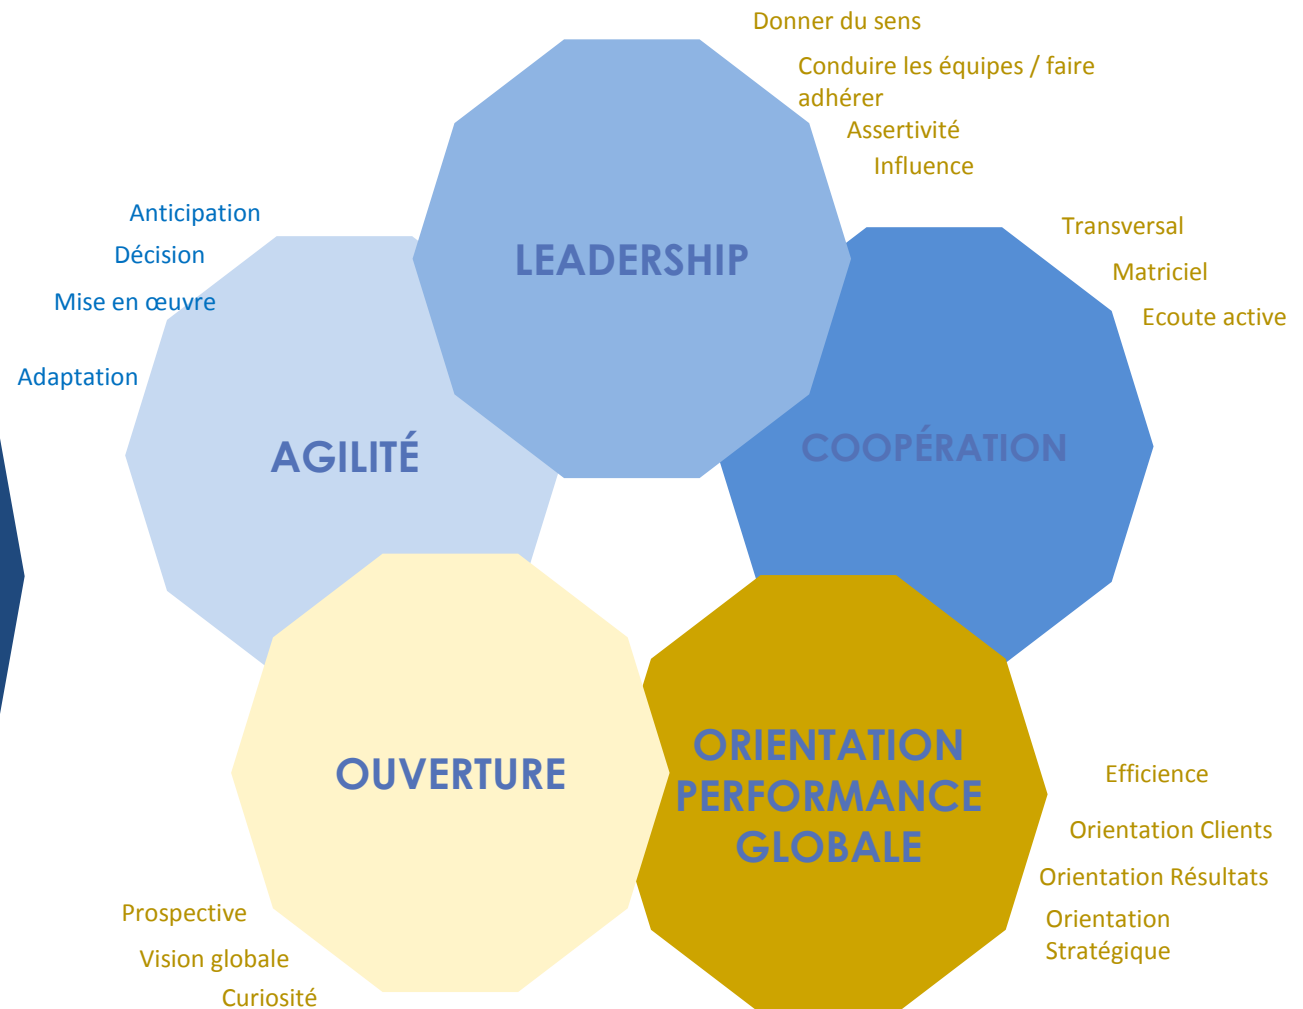 Donner du sens
Conduire les équipes / faire
adhérer
Assertivité
Influence
LEADERSHIP
Anticipation
Décision
Mise en œuvre
Adaptation
AGILITÉ
Transversal
Matriciel
Ecoute active
COOPÉRATION
OUVERTURE
Prospective
Vision globale
Curiosité
ORIENTATION
PERFORMANCE
GLOBALE
Efficience
Orientation Clients
Orientation Résultats
Orientation
Stratégique